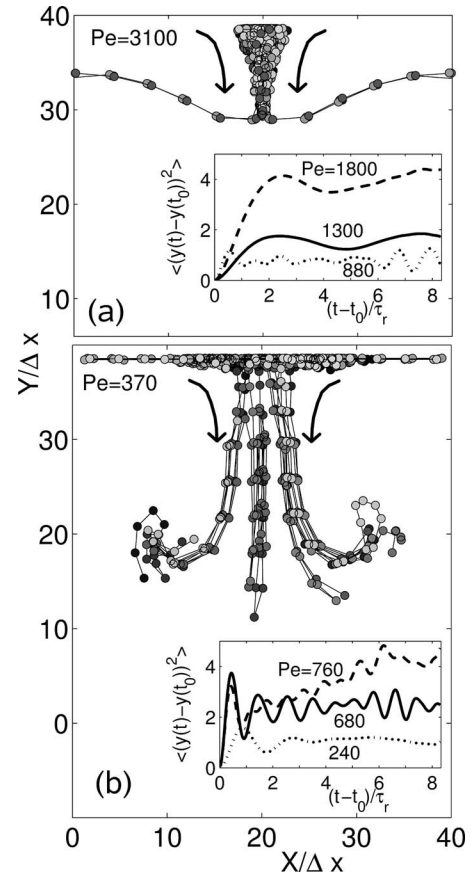 40
Pe=3100
30
<(y(t)−y(t₀))²>
4
2
0
Pe=1800
1300
880
0 2 4 6 8
(t−t₀)/τᵣ
20
10
(a)
Y/Δ x
Pe=370
30
20
10
0
<(y(t)−y(t₀))²>
4
2
0
Pe=760
680
240
0 2 4 6 8
(t−t₀)/τᵣ
(b)
0 10 20 30 40
X/Δ x